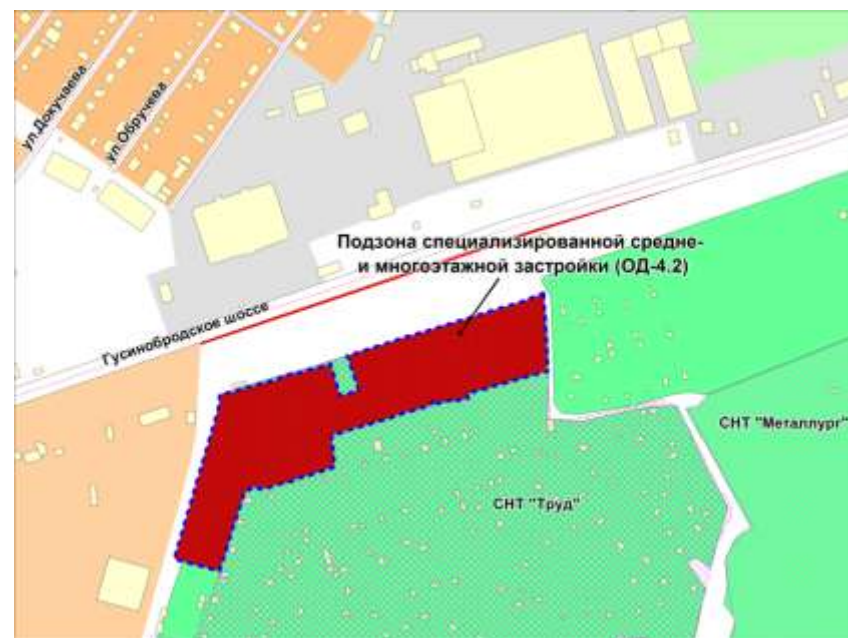 ул.Докучаева
ул.Обручева
Подзона специализированной средне-
и многоэтажной застройки (ОД-4.2)
Гусинобродское шоссе
СНТ "Металлург"
СНТ "Труд"